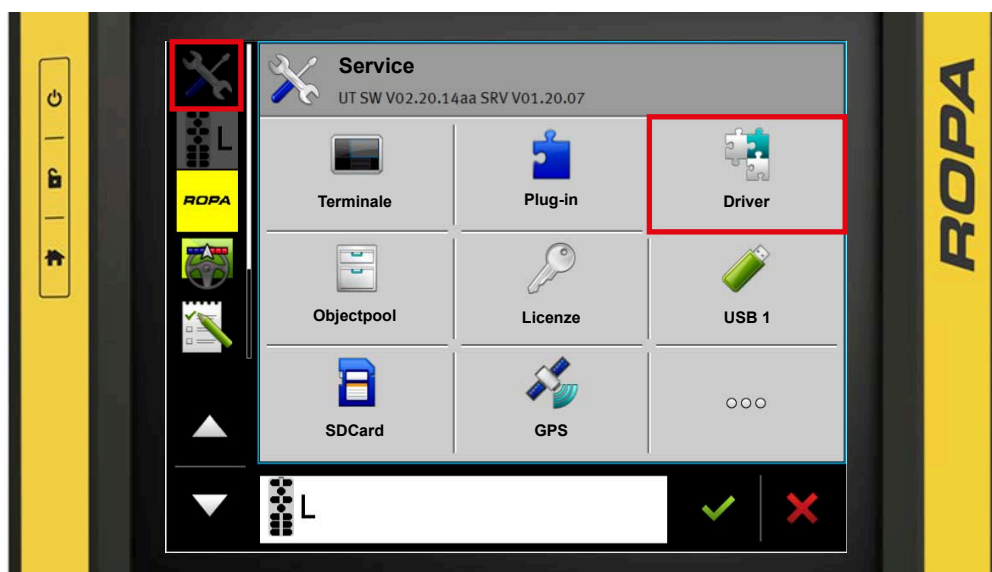 Service
UT SW V02.20.14aa SRV V01.20.07
L
ROPA
Terminale
Plug-in
Driver
Objectpool
Licenze
USB 1
SDCard
GPS
L
ROPA